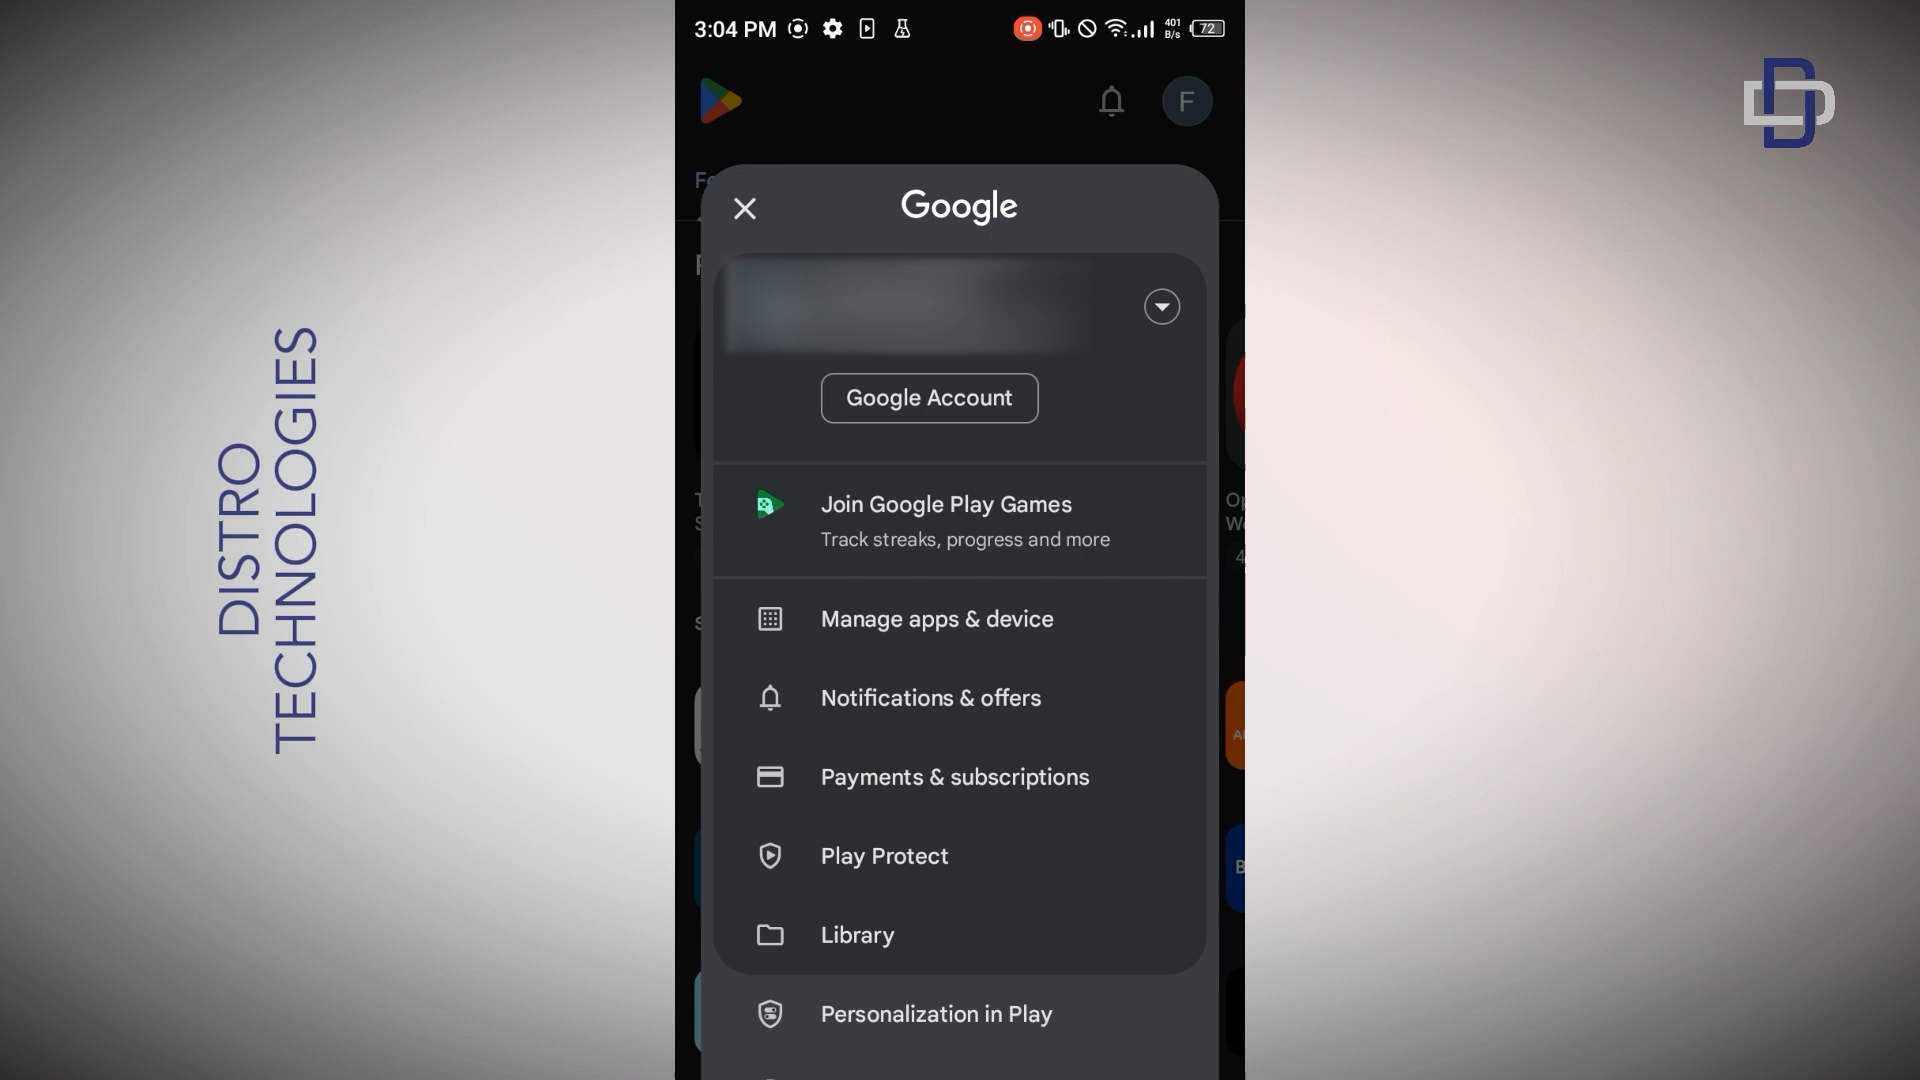 DISTRO
TECHNOLOGIES
3:04 PM
401
B/s
72
F
Google
Google Account
Join Google Play Games
Track streaks, progress and more
Manage apps & device
Notifications & offers
Payments & subscriptions
Play Protect
Library
Personalization in Play